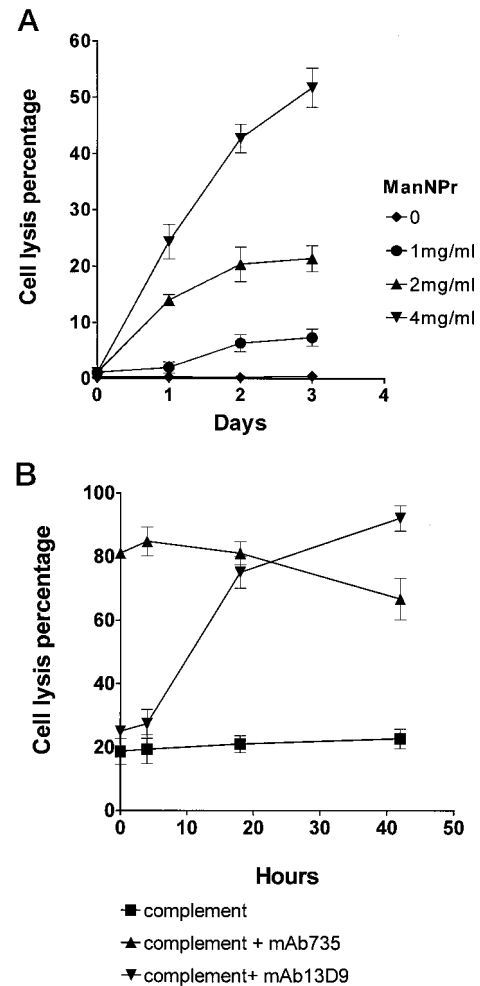 A
60
50
40
30
20
10
0
Cell lysis percentage
0 1 2 3 4
Days
ManNPr
0
1mg/ml
2mg/ml
4mg/ml
B
100
80
60
40
20
0
Cell lysis percentage
0 10 20 30 40 50
Hours
complement
complement + mAb735
complement+ mAb13D9